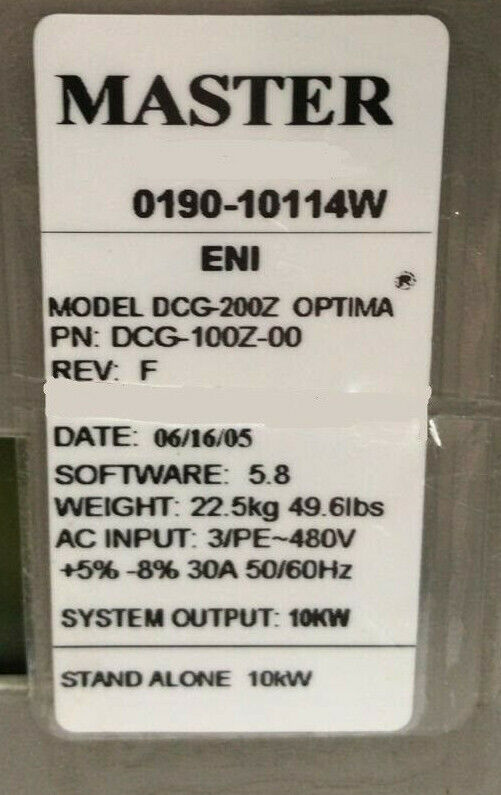 MASTER
0190-10114W
ENI
MODEL DCG-200Z OPTIMA ®
PN: DCG-100Z-00
REV: F
DATE: 06/16/05
SOFTWARE: 5.8
WEIGHT: 22.5kg 49.6lbs
AC INPUT: 3/PE~480V
+5% -8% 30A 50/60Hz
SYSTEM OUTPUT: 10KW
STAND ALONE 10kW